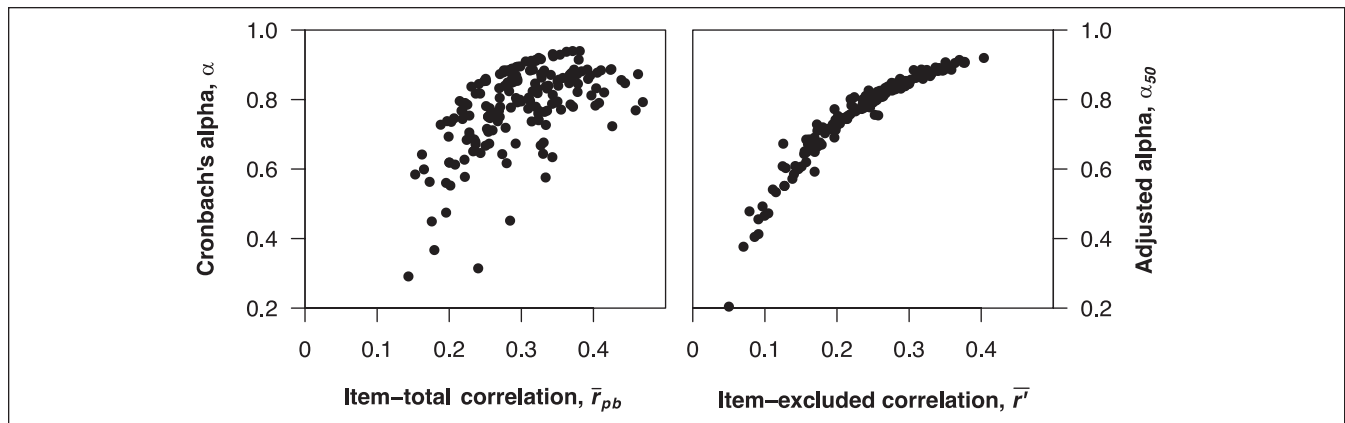 1.0
0.8
0.6
0.4
0.2
0 0.1 0.2 0.3 0.4
Cronbach's alpha, α
Item–total correlation, r̅pb
1.0
0.8
0.6
0.4
0.2
0 0.1 0.2 0.3 0.4
Adjusted alpha, α50
Item–excluded correlation, r̅'